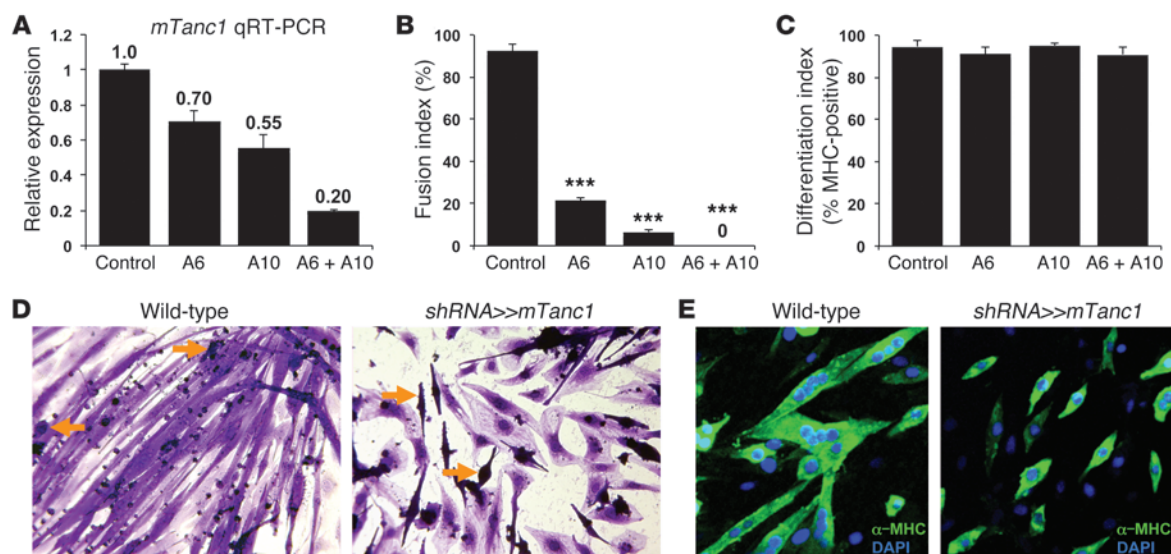 A
mTanc1 qRT-PCR
Relative expression
1.2
1
0.8
0.6
0.4
0.2
0
1.0
0.70
0.55
0.20
Control A6 A10 A6 + A10
B
Fusion index (%)
100
80
60
40
20
0
***
***
***
0
Control A6 A10 A6 + A10
C
Differentiation index
(% MHC-positive)
100
80
60
40
20
0
Control A6 A10 A6 + A10
D
Wild-type
shRNA>>mTanc1
E
Wild-type
shRNA>>mTanc1
α-MHC
DAPI
α-MHC
DAPI